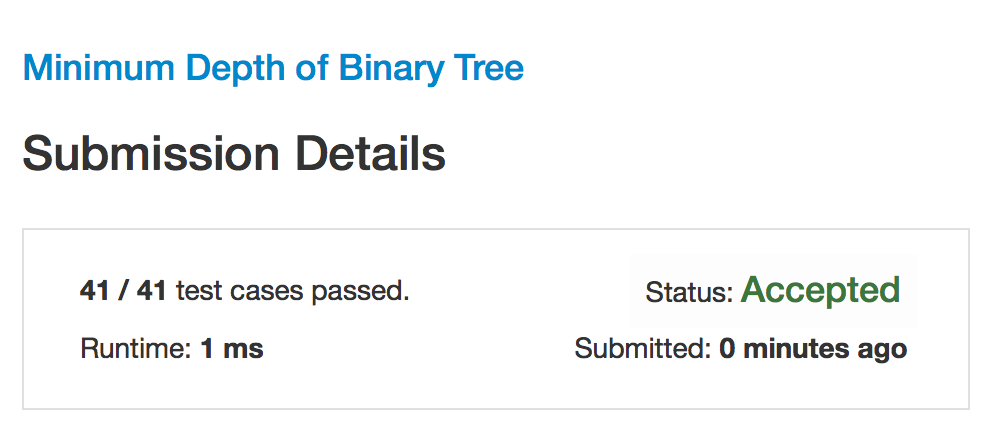 Minimum Depth of Binary Tree
Submission Details
41 / 41 test cases passed.
Status: Accepted
Runtime: 1 ms
Submitted: 0 minutes ago